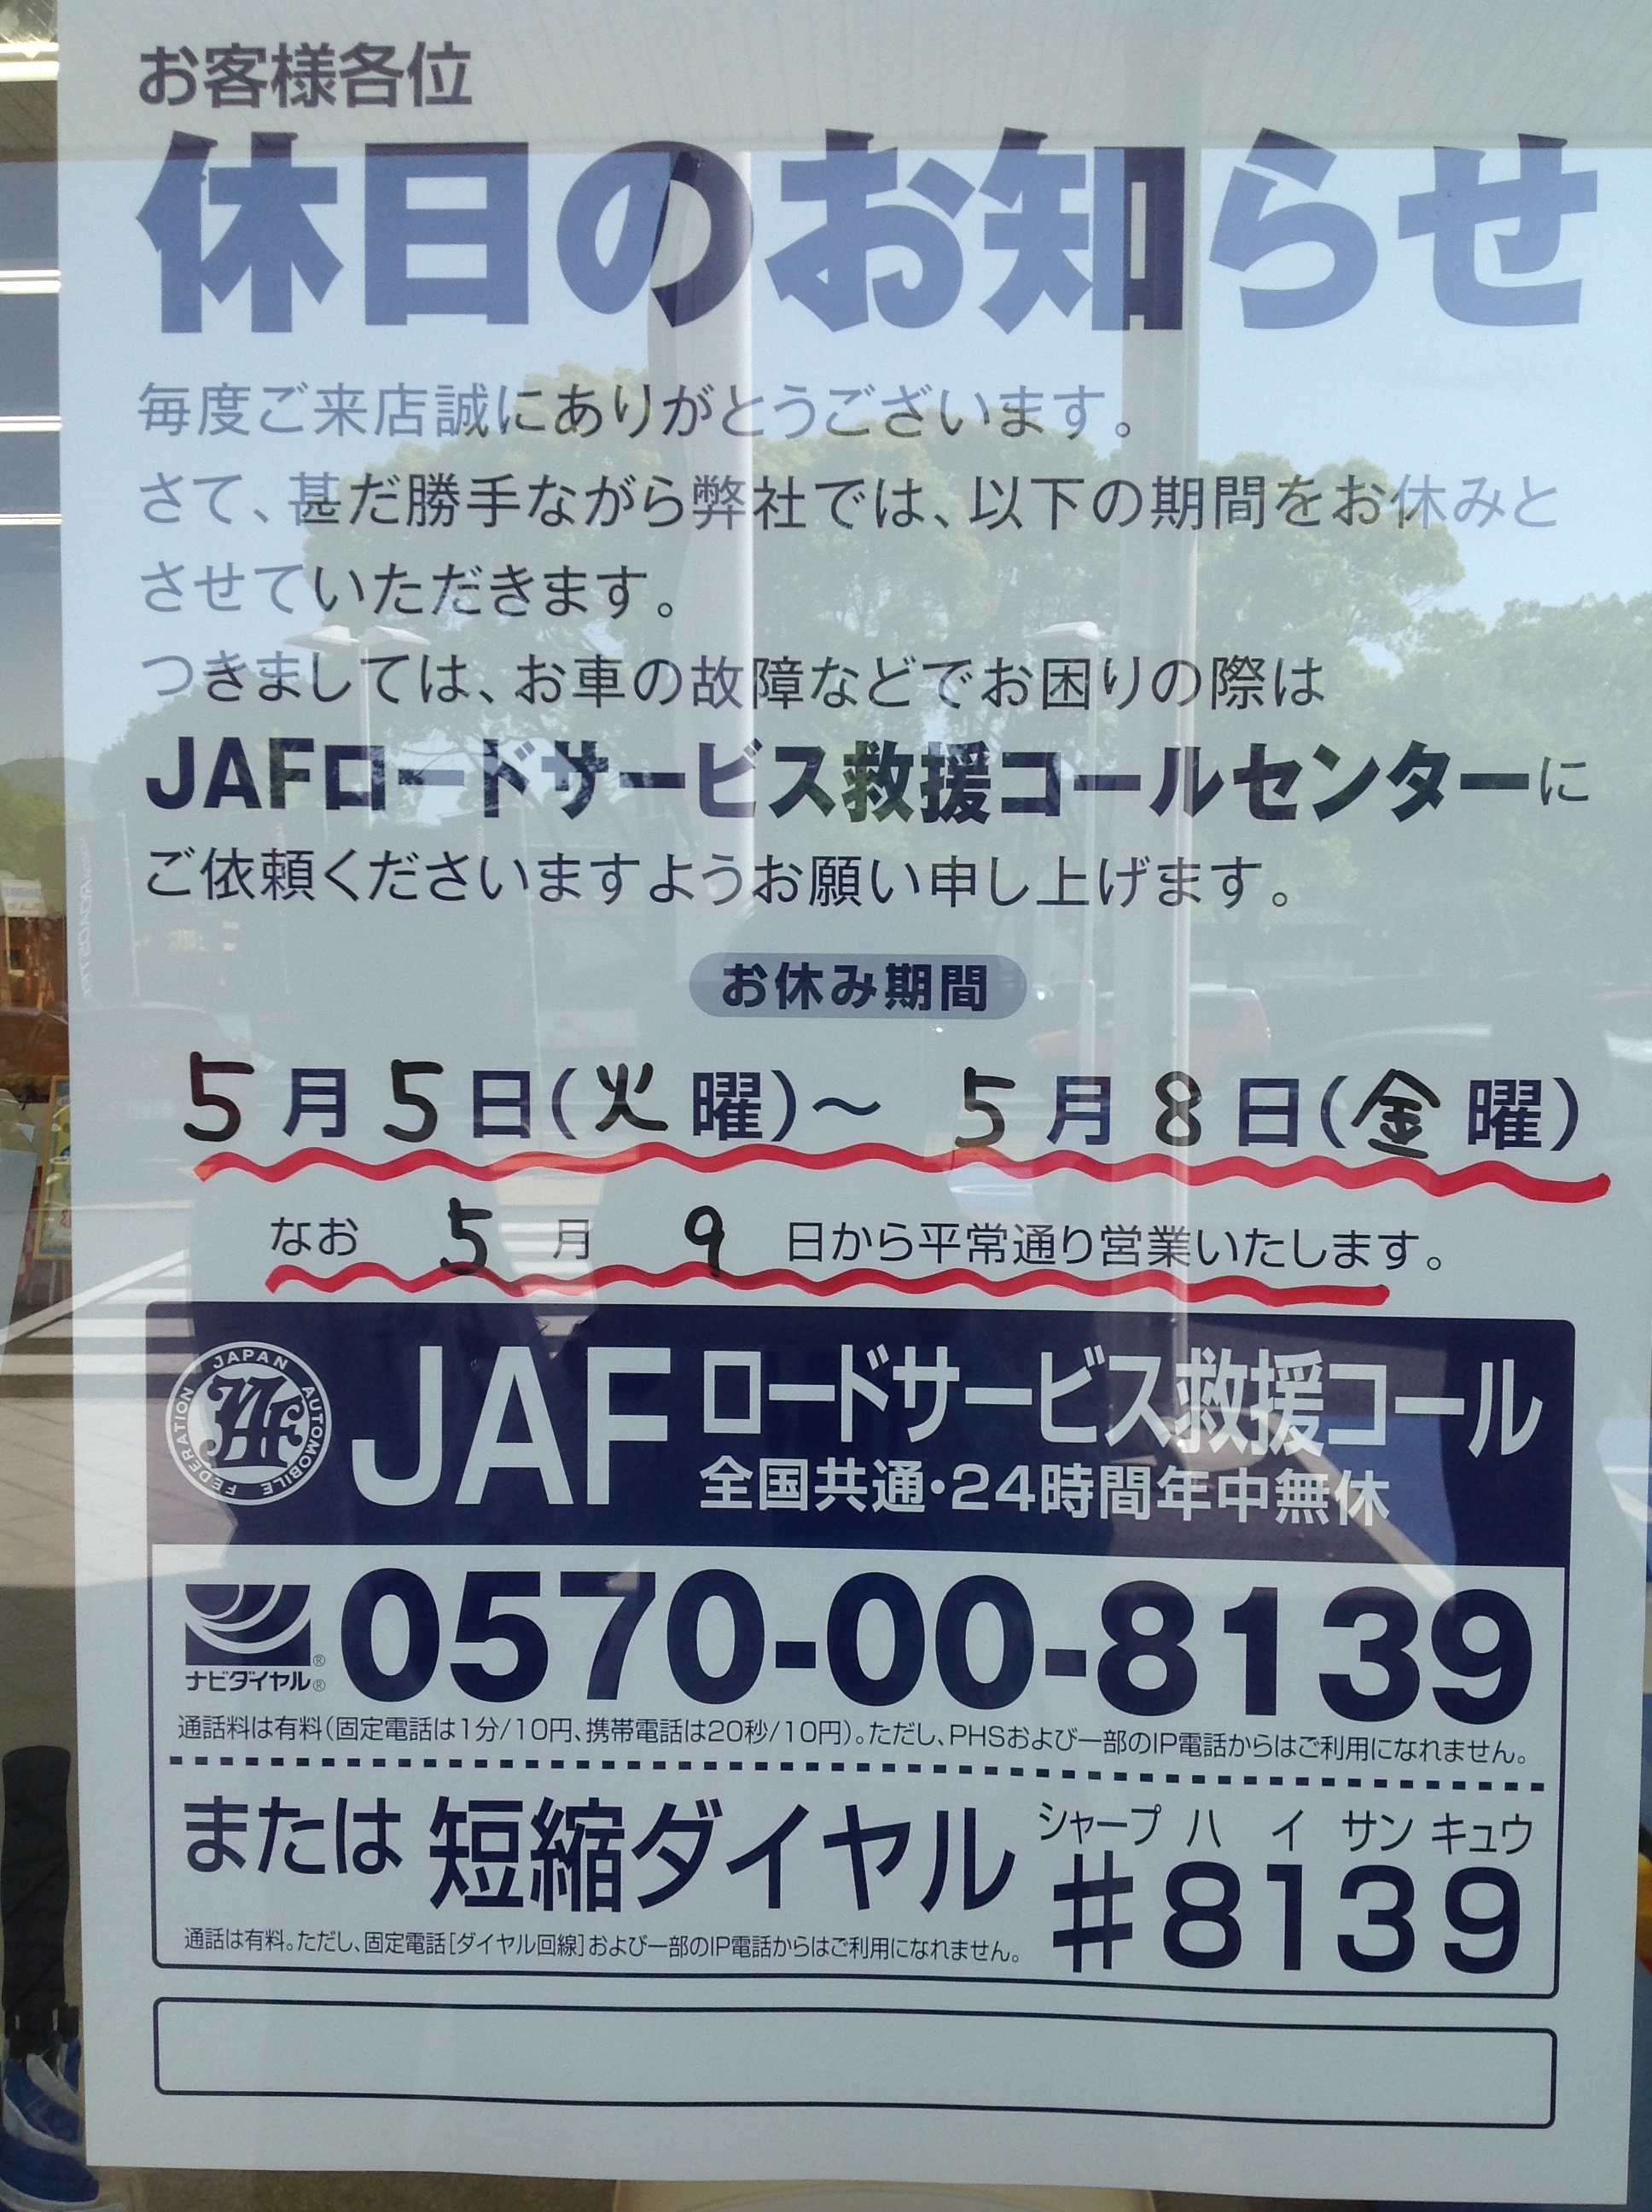 お客様各位
休日のお知らせ
毎度ご来店誠にありがとうございます。
さて、甚だ勝手ながら弊社では、以下の期間をお休みと
させていただきます。
つきましては、お車の故障などでお困りの際は
JAFロードサービス救援コールセンターに
ご依頼くださいますようお願い申し上げます。
お休み期間
5月5日(火曜)～5月8日(金曜)
なお 5月 9日から平常通り営業いたします。
JAPAN AUTOMOBILE FEDERATION
JAF
JAF ロードサービス救援コール
全国共通・24時間年中無休
ナビダイヤル® 0570-00-8139
通話料は有料(固定電話は1分/10円、携帯電話は20秒/10円)。ただし、PHSおよび一部のIP電話からはご利用になれません。
シャープ ハ イ サン キュウ
または 短縮ダイヤル #8139
通話は有料。ただし、固定電話[ダイヤル回線]および一部のIP電話からはご利用になれません。